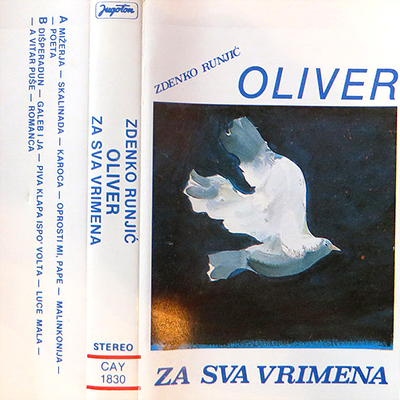 A MIŽERJA — SKALINADA — KAROCA — OPROSTI MI, PAPE — MALINKONIJA —
— POETA
B DIŠPERADUN — GALEB I JA — PIVA KLAPA ISPO' VOLTA — LUCE MALA —
— A VITAR PUŠE — ROMANCA
Jugoton
ZDENKO RUNJIĆ
OLIVER
ZA SVA VRIMENA
STEREO
CAY
1830
ZDENKO RUNJIĆ
OLIVER
ZA SVA VRIMENA